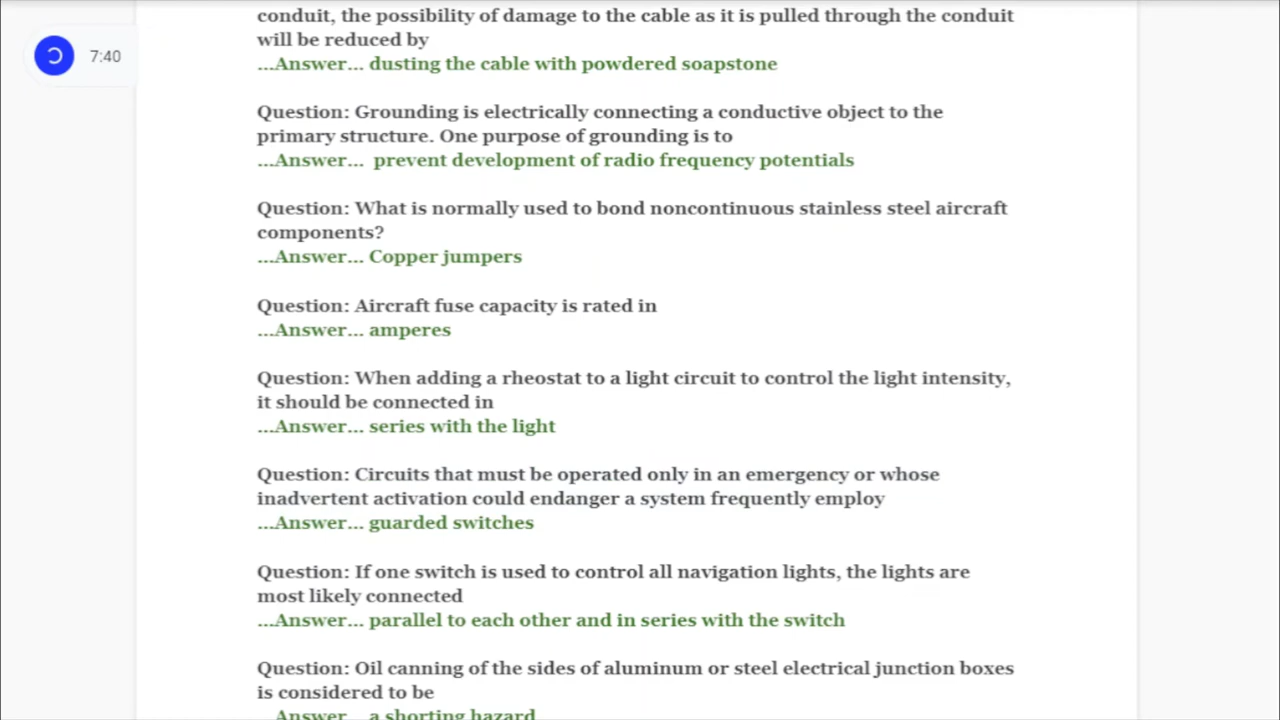 conduit, the possibility of damage to the cable as it is pulled through the conduit
will be reduced by
...Answer... dusting the cable with powdered soapstone
7:40
Question: Grounding is electrically connecting a conductive object to the
primary structure. One purpose of grounding is to
...Answer... prevent development of radio frequency potentials
Question: What is normally used to bond noncontinuous stainless steel aircraft
components?
...Answer... Copper jumpers
Question: Aircraft fuse capacity is rated in
...Answer... amperes
Question: When adding a rheostat to a light circuit to control the light intensity,
it should be connected in
...Answer... series with the light
Question: Circuits that must be operated only in an emergency or whose
inadvertent activation could endanger a system frequently employ
...Answer... guarded switches
Question: If one switch is used to control all navigation lights, the lights are
most likely connected
...Answer... parallel to each other and in series with the switch
Question: Oil canning of the sides of aluminum or steel electrical junction boxes
is considered to be
...Answer... a shorting hazard